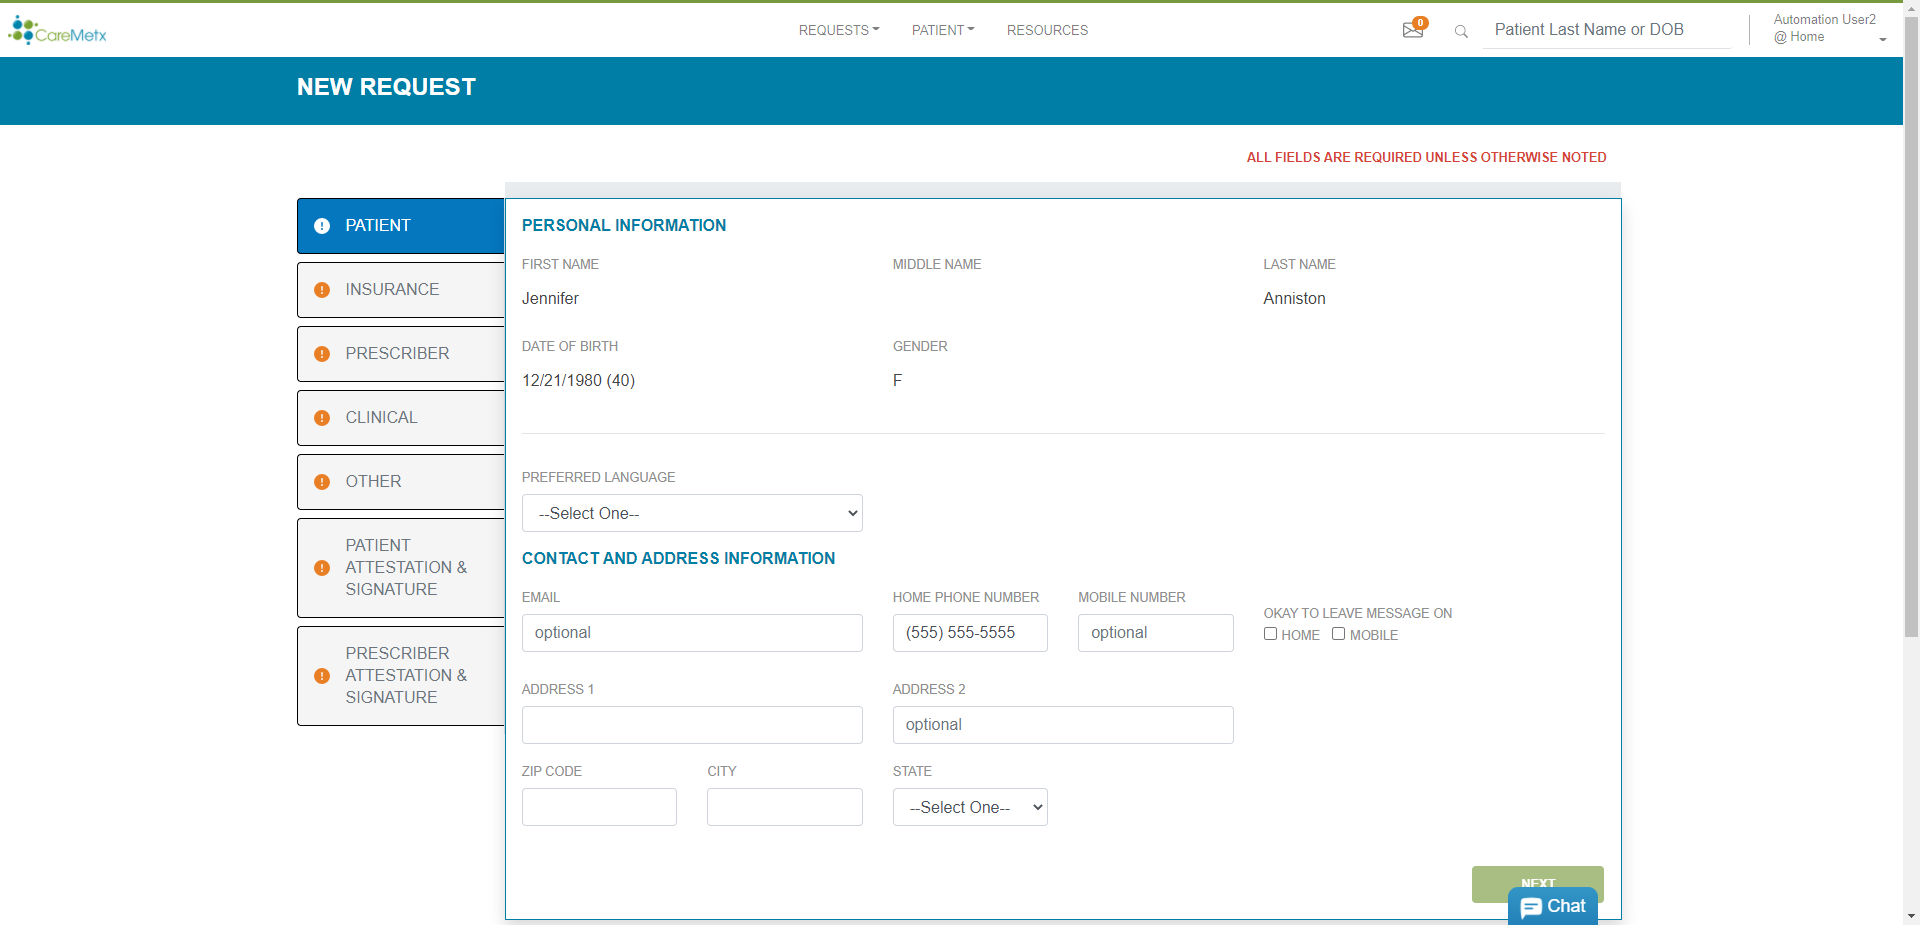 CareMetx
REQUESTS
PATIENT
RESOURCES
0
Patient Last Name or DOB
Automation User2
@ Home
NEW REQUEST
ALL FIELDS ARE REQUIRED UNLESS OTHERWISE NOTED
PATIENT
INSURANCE
PRESCRIBER
CLINICAL
OTHER
PATIENT
ATTESTATION &
SIGNATURE
PRESCRIBER
ATTESTATION &
SIGNATURE
PERSONAL INFORMATION
FIRST NAME MIDDLE NAME LAST NAME
Jennifer Anniston
DATE OF BIRTH GENDER
12/21/1980 (40) F
PREFERRED LANGUAGE
--Select One--
CONTACT AND ADDRESS INFORMATION
EMAIL HOME PHONE NUMBER MOBILE NUMBER
OKAY TO LEAVE MESSAGE ON
optional (555) 555-5555 optional
HOME MOBILE
ADDRESS 1 ADDRESS 2
optional
ZIP CODE CITY STATE
--Select One--
NEXT
Chat